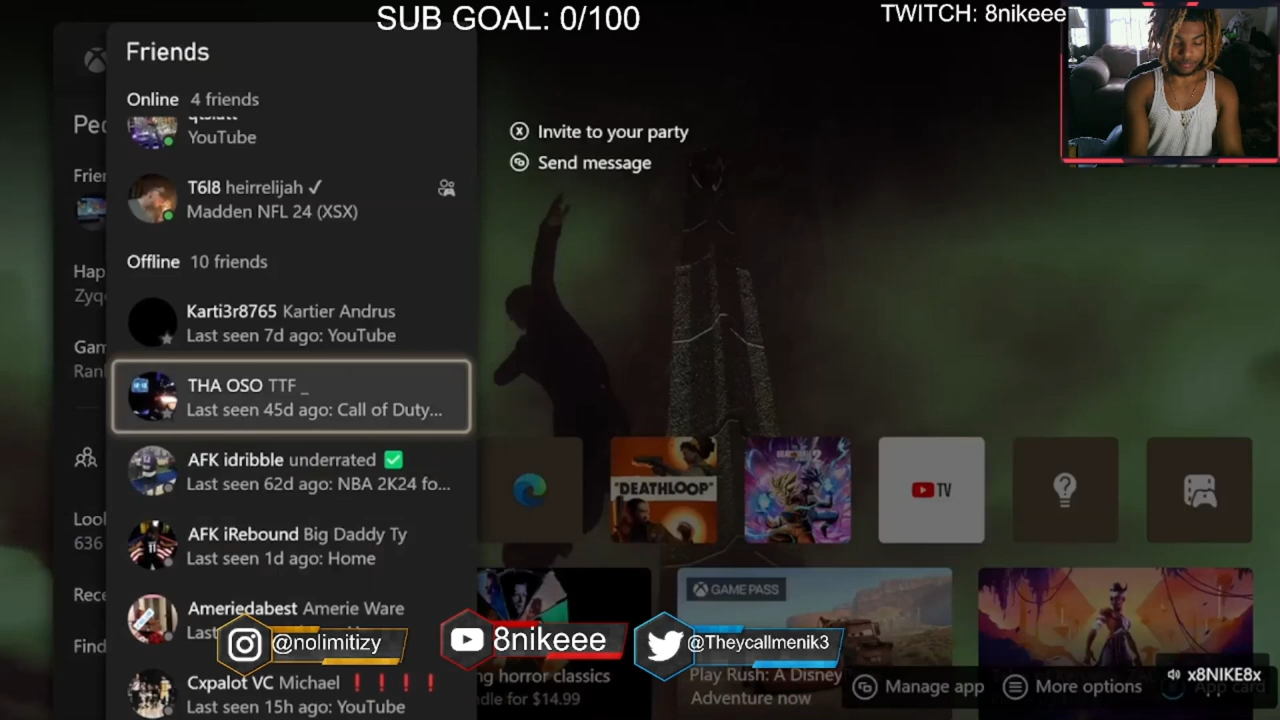 SUB GOAL: 0/100
TWITCH: 8nikeee
Friends
Online 4 friends
YouTube
T6l8 heirrelijah ✓
Madden NFL 24 (XSX)
Offline 10 friends
Karti3r8765 Kartier Andrus
Last seen 7d ago: YouTube
THA OSO TTF _
Last seen 45d ago: Call of Duty...
AFK idribble underrated ✅
Last seen 62d ago: NBA 2K24 fo...
AFK iRebound Big Daddy Ty
Last seen 1d ago: Home
Ameriedabest Amerie Ware
Cxpalot VC Michael ❗❗❗❗
Last seen 15h ago: YouTube
Invite to your party
Send message
"DEATHLOOP"
TV
GAME PASS
horror classics
for $14.99
Play Rush: A Disney
Adventure now
@nolimitizy
8nikeee
@Theycallmenik3
Manage app
More options
x8NIKE8x
App card